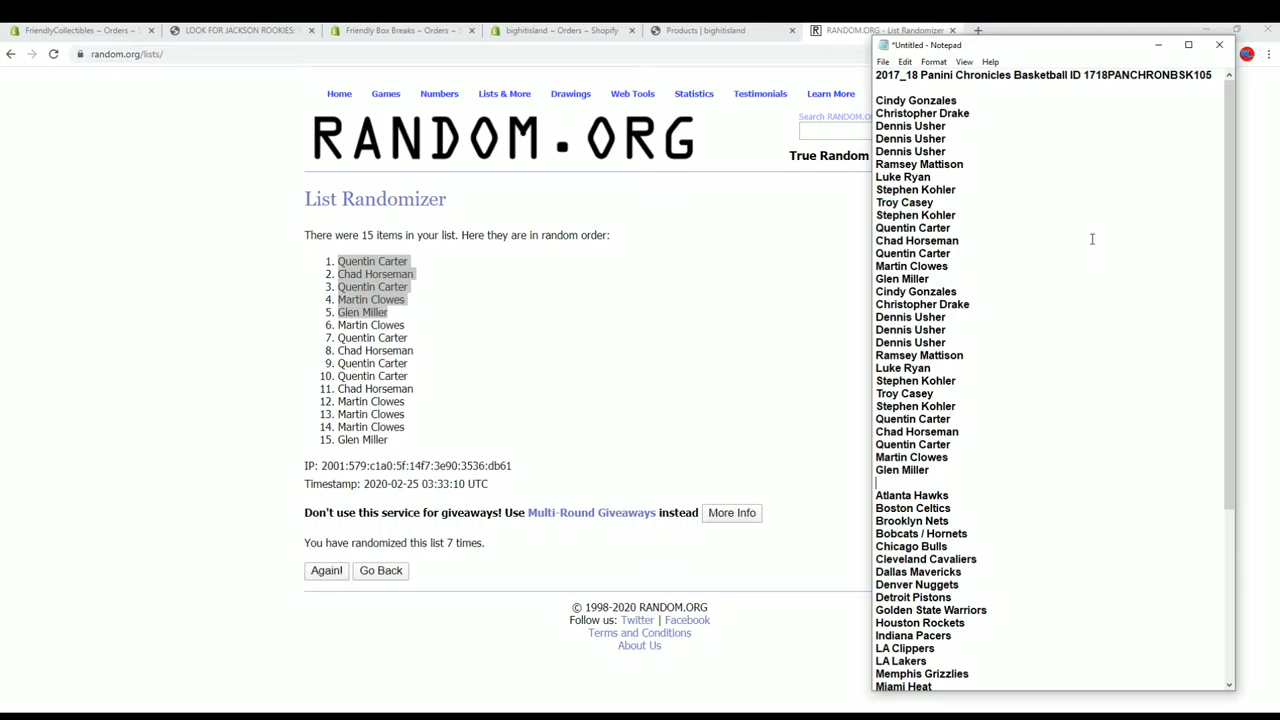 FriendlyCollectibles – Orders – S
LOOK FOR JACKSON ROOKIES:
Friendly Box Breaks – Orders – S
bighitisland – Orders – Shopify
Products | bighitisland
RANDOM.ORG - List Randomizer
random.org/lists/
Home Games Numbers Lists & More Drawings Web Tools Statistics Testimonials Learn More
RANDOM.ORG
Search RANDOM.O
True Random
List Randomizer
There were 15 items in your list. Here they are in random order:
1. Quentin Carter
2. Chad Horseman
3. Quentin Carter
4. Martin Clowes
5. Glen Miller
6. Martin Clowes
7. Quentin Carter
8. Chad Horseman
9. Quentin Carter
10. Quentin Carter
11. Chad Horseman
12. Martin Clowes
13. Martin Clowes
14. Martin Clowes
15. Glen Miller
IP: 2001:579:c1a0:5f:14f7:3e90:3536:db61
Timestamp: 2020-02-25 03:33:10 UTC
Don't use this service for giveaways! Use Multi-Round Giveaways instead More Info
You have randomized this list 7 times.
Again! Go Back
© 1998-2020 RANDOM.ORG
Follow us: Twitter | Facebook
Terms and Conditions
About Us
*Untitled - Notepad
File Edit Format View Help
2017_18 Panini Chronicles Basketball ID 1718PANCHRONBSK105
Cindy Gonzales
Christopher Drake
Dennis Usher
Dennis Usher
Dennis Usher
Ramsey Mattison
Luke Ryan
Stephen Kohler
Troy Casey
Stephen Kohler
Quentin Carter
Chad Horseman
Quentin Carter
Martin Clowes
Glen Miller
Cindy Gonzales
Christopher Drake
Dennis Usher
Dennis Usher
Dennis Usher
Ramsey Mattison
Luke Ryan
Stephen Kohler
Troy Casey
Stephen Kohler
Quentin Carter
Chad Horseman
Quentin Carter
Martin Clowes
Glen Miller
Atlanta Hawks
Boston Celtics
Brooklyn Nets
Bobcats / Hornets
Chicago Bulls
Cleveland Cavaliers
Dallas Mavericks
Denver Nuggets
Detroit Pistons
Golden State Warriors
Houston Rockets
Indiana Pacers
LA Clippers
LA Lakers
Memphis Grizzlies
Miami Heat